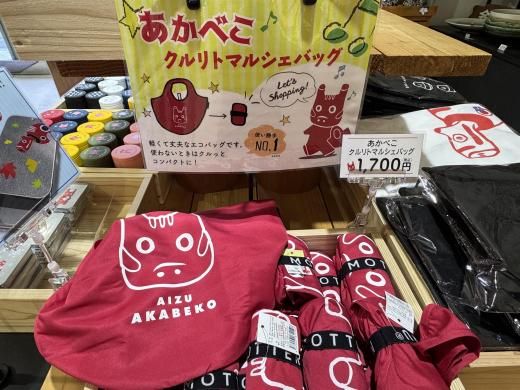 あかべこ
クルリトマルシェバッグ
Let's
Shopping!
軽くて丈夫なエコバッグです。
使わないときはクルッと
コンパクトに！
使い勝手
NO.1
あかべこ
クルリトマルシェバッグ
1,700円
AIZU
AKABEKO
MOTT
MOT
OTTE